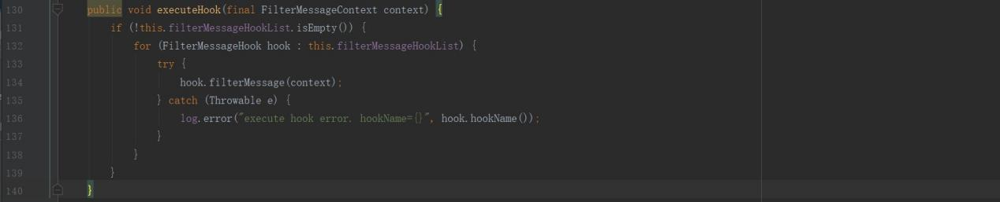 130 public void executeHook(final FilterMessageContext context) {
131 if (!this.filterMessageHookList.isEmpty()) {
132 for (FilterMessageHook hook : this.filterMessageHookList) {
133 try {
134 hook.filterMessage(context);
135 } catch (Throwable e) {
136 log.error("execute hook error. hookName={}", hook.hookName());
137 }
138 }
139 }
140 }